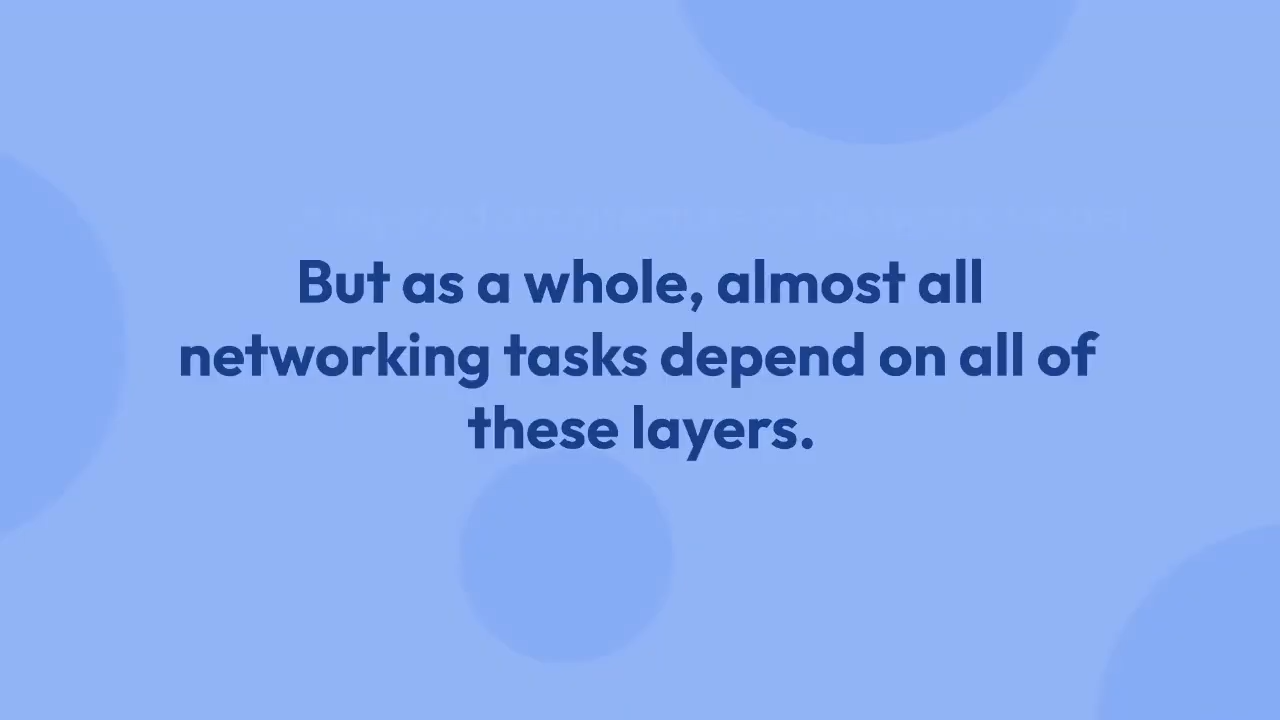 But as a whole, almost all
networking tasks depend on all of
these layers.